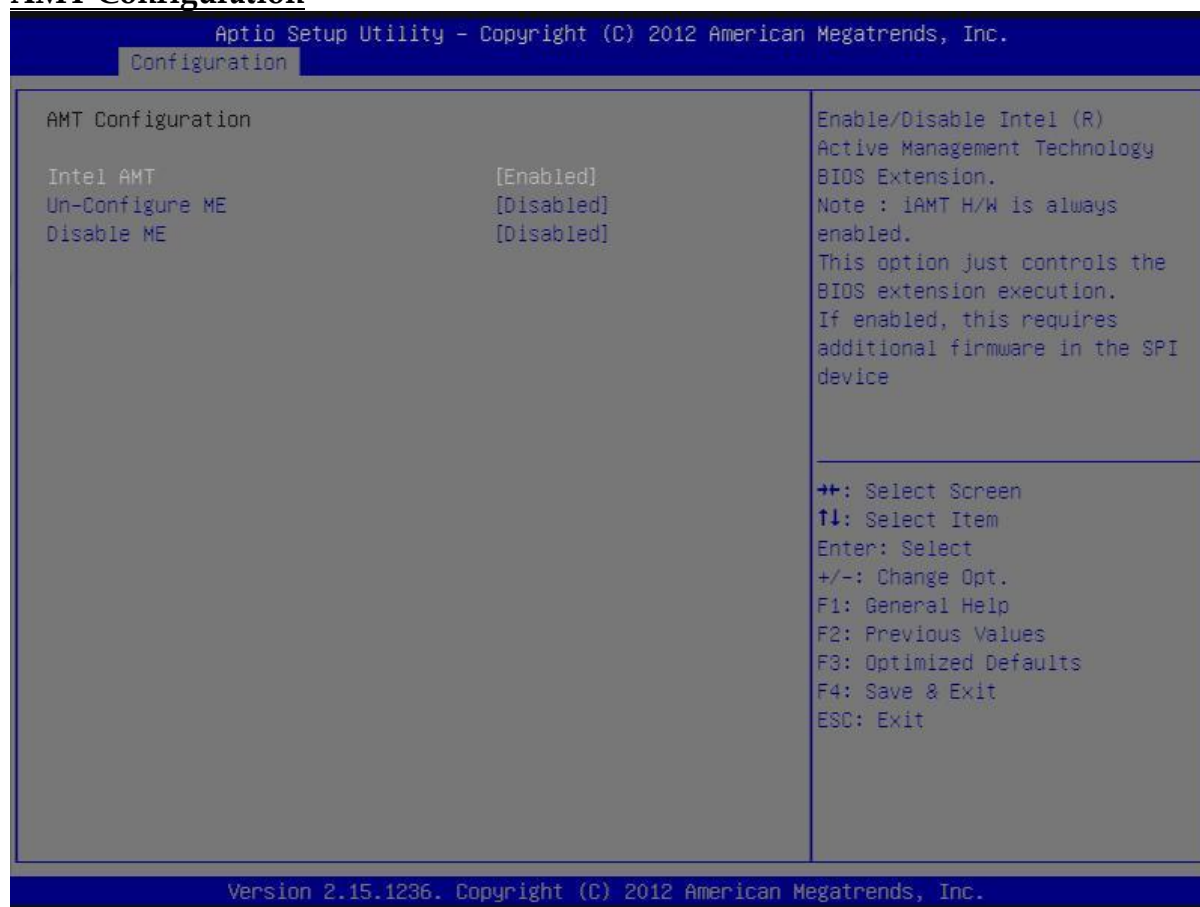 AMT Configuration
Aptio Setup Utility – Copyright (C) 2012 American Megatrends, Inc.
Configuration
AMT Configuration
Intel AMT [Enabled]
Un-Configure ME [Disabled]
Disable ME [Disabled]
Enable/Disable Intel (R)
Active Management Technology
BIOS Extension.
Note : iAMT H/W is always
enabled.
This option just controls the
BIOS extension execution.
If enabled, this requires
additional firmware in the SPI
device
→←: Select Screen
↑↓: Select Item
Enter: Select
+/-: Change Opt.
F1: General Help
F2: Previous Values
F3: Optimized Defaults
F4: Save & Exit
ESC: Exit
Version 2.15.1236. Copyright (C) 2012 American Megatrends, Inc.